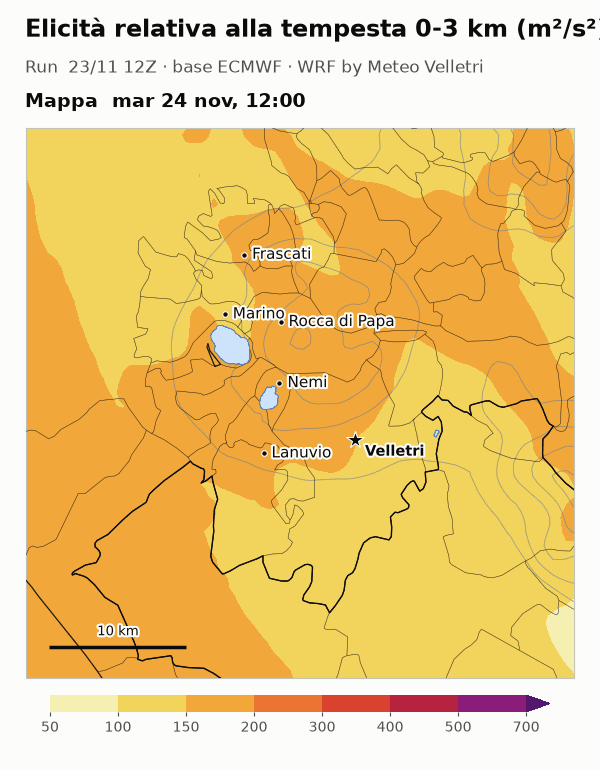 Elicità relativa alla tempesta 0-3 km (m²/s²)
Run  23/11 12Z · base ECMWF · WRF by Meteo Velletri
Mappa  mar 24 nov, 12:00
Frascati
Marino
Rocca di Papa
Nemi
Velletri
Lanuvio
10 km
50 100 150 200 300 400 500 700